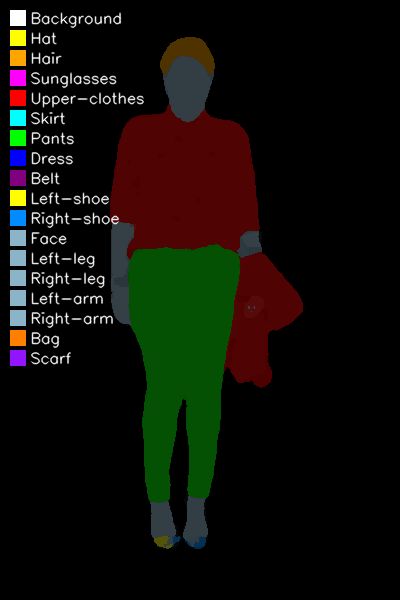 Background
Hat
Hair
Sunglasses
Upper-clothes
Skirt
Pants
Dress
Belt
Left-shoe
Right-shoe
Face
Left-leg
Right-leg
Left-arm
Right-arm
Bag
Scarf